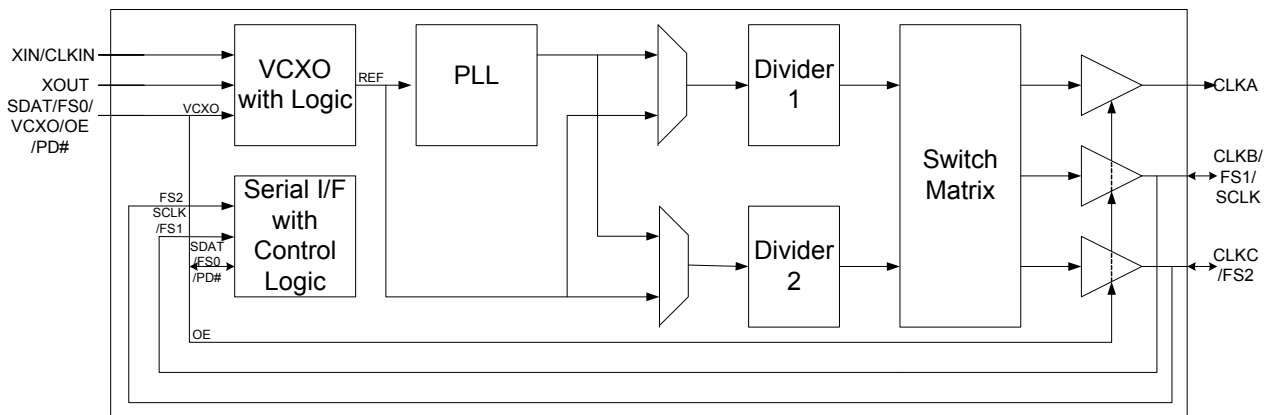 XIN/CLKIN
XOUT
SDAT/FS0/
VCXO/OE
/PD#
VCXO
VCXO
with Logic
REF
PLL
Divider
1
CLKA
Switch
Matrix
CLKB/
FS1/
SCLK
FS2
SCLK
/FS1
SDAT
/FS0
/PD#
Serial I/F
with
Control
Logic
Divider
2
CLKC
/FS2
OE